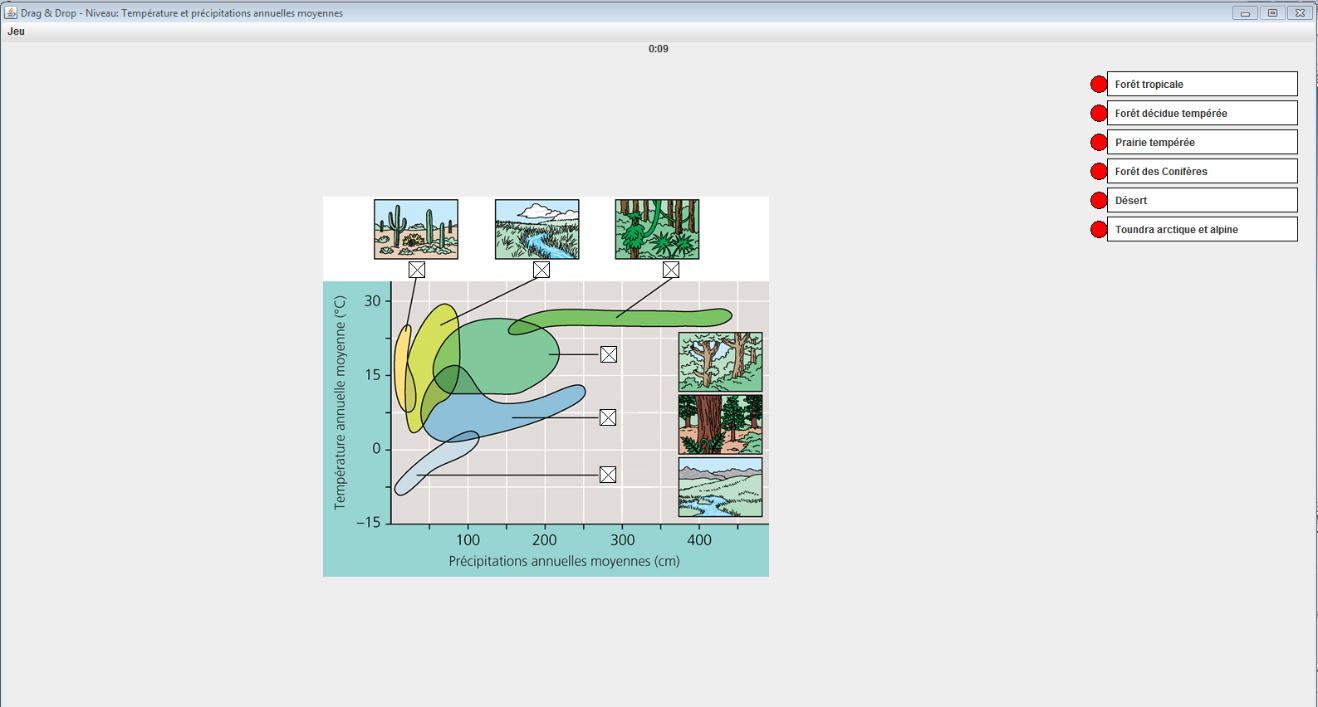 Drag & Drop - Niveau: Température et précipitations annuelles moyennes
Jeu
0:09
Forêt tropicale
Forêt décidue tempérée
Prairie tempérée
Forêt des Conifères
Désert
Toundra arctique et alpine
Température annuelle moyenne (°C)
30
15
0
–15
100 200 300 400
Précipitations annuelles moyennes (cm)